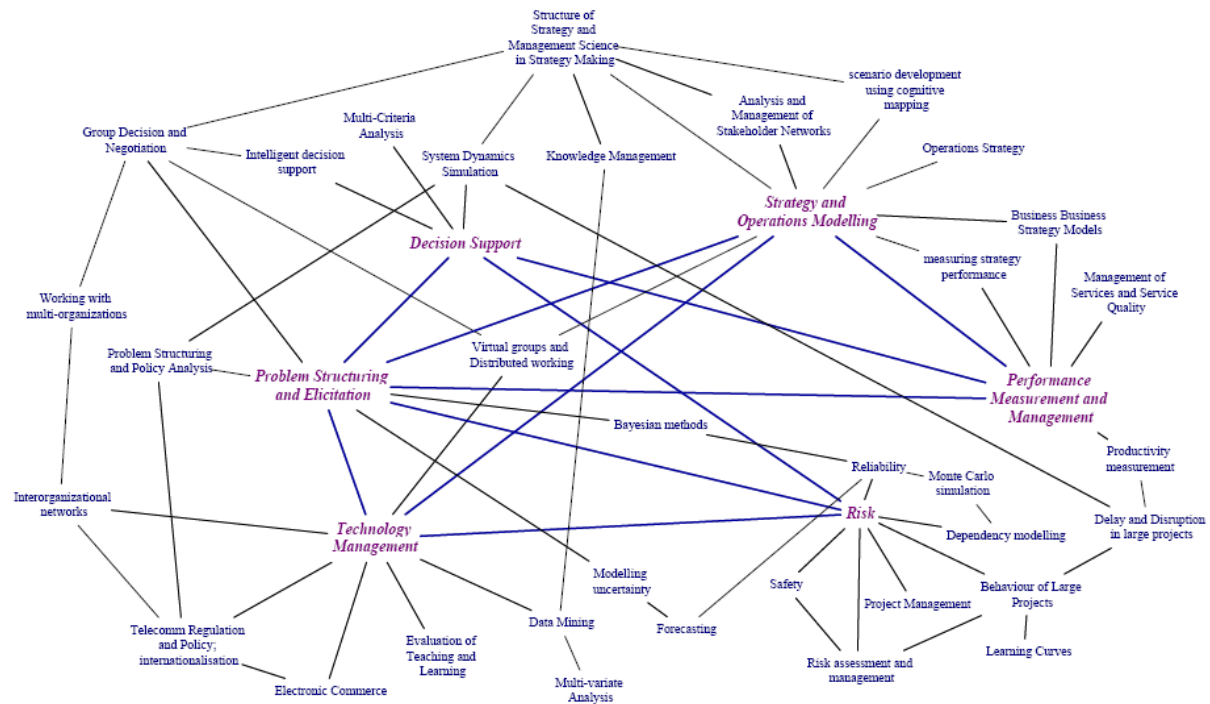 Structure of
Strategy and
Management Science
in Strategy Making
scenario development
using cognitive
mapping
Analysis and
Management of
Stakeholder Networks
Multi-Criteria
Analysis
Group Decision and
Negotiation
Intelligent decision
support
System Dynamics
Simulation
Knowledge Management
Operations Strategy
Strategy and
Operations Modelling
Business Business
Strategy Models
Decision Support
measuring strategy
performance
Management of
Services and Service
Quality
Working with
multi-organizations
Problem Structuring
and Policy Analysis
Virtual groups and
Distributed working
Problem Structuring
and Elicitation
Performance
Measurement and
Management
Bayesian methods
Productivity
measurement
Reliability
Monte Carlo
simulation
Interorganizational
networks
Risk
Technology
Management
Dependency modelling
Delay and Disruption
in large projects
Modelling
uncertainty
Safety
Project Management
Behaviour of Large
Projects
Telecomm Regulation
and Policy;
internationalisation
Evaluation of
Teaching and
Learning
Data Mining
Forecasting
Learning Curves
Risk assessment and
management
Electronic Commerce
Multi-variate
Analysis